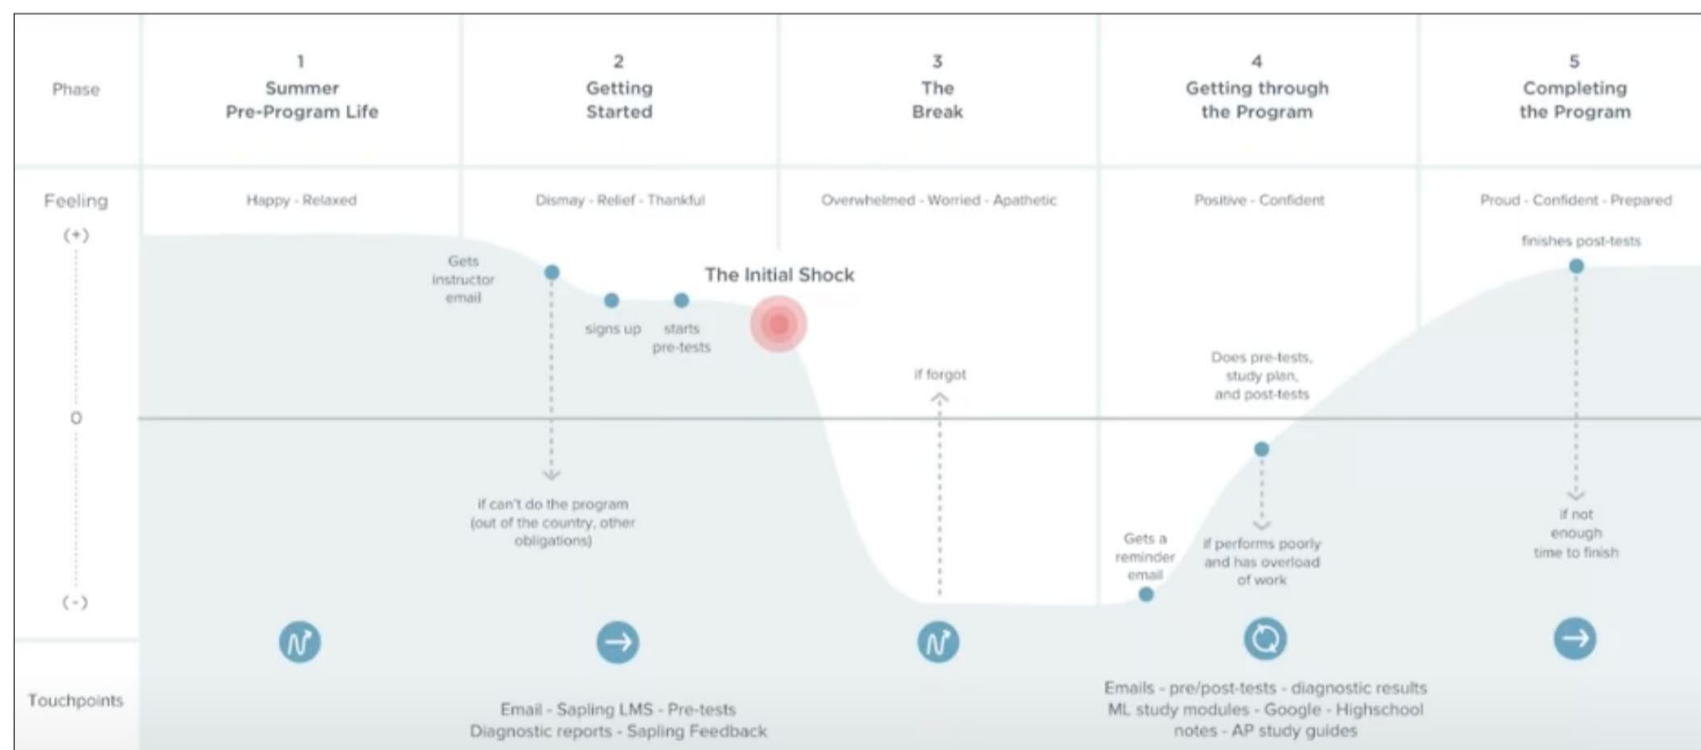 Phase
1
Summer
Pre-Program Life
2
Getting
Started
3
The
Break
4
Getting through
the Program
5
Completing
the Program
Feeling
(+)
0
(-)
Happy - Relaxed
Dismay - Relief - Thankful
Overwhelmed - Worried - Apathetic
Positive - Confident
Proud - Confident - Prepared
Gets
instructor
email
signs up
starts
pre-tests
The Initial Shock
if can't do the program
(out of the country, other
obligations)
if forgot
Gets a
reminder
email
Does pre-tests,
study plan,
and post-tests
if performs poorly
and has overload
of work
finishes post-tests
if not
enough
time to finish
Touchpoints
Email - Sapling LMS - Pre-tests
Diagnostic reports - Sapling Feedback
Emails - pre/post-tests - diagnostic results
ML study modules - Google - Highschool
notes - AP study guides